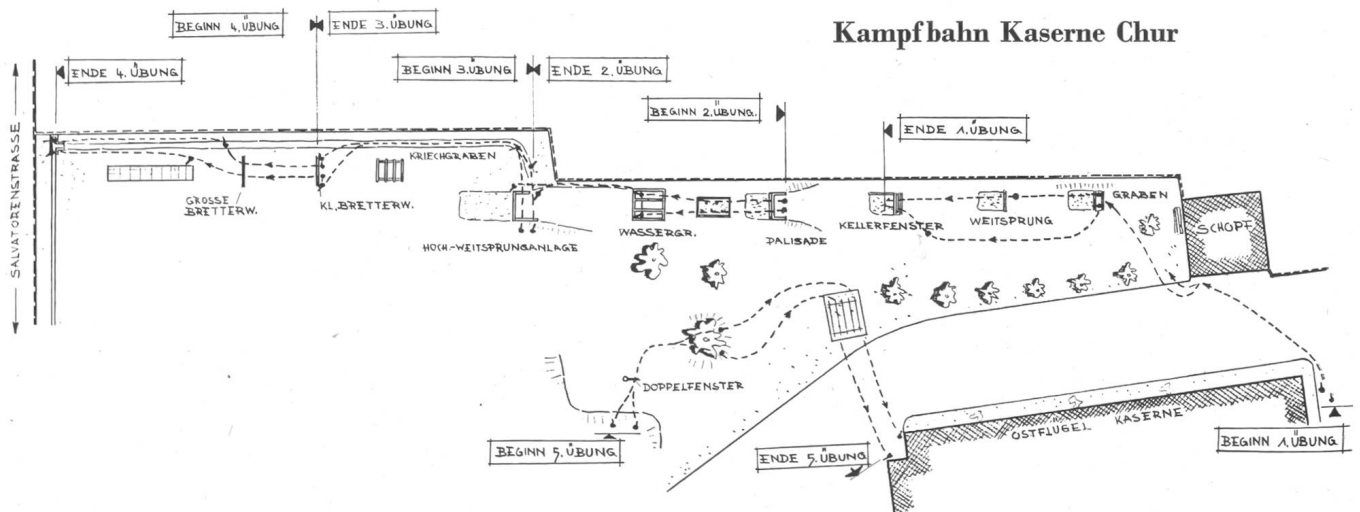 Kampfbahn Kaserne Chur
BEGINN 4. ÜBUNG
ENDE 3. ÜBUNG
ENDE 4. ÜBUNG
BEGINN 3. ÜBUNG
ENDE 2. ÜBUNG
BEGINN 2. ÜBUNG.
ENDE 1. ÜBUNG
SALVATORENSTRASSE
KRIECHGRABEN
GROSSE
BRETTERW.
KL. BRETTERW.
HOCH-WEITSPRUNGANLAGE
WASSERGR.
PALISADE
KELLERFENSTER
WEITSPRUNG
GRABEN
SCHOPF
DOPPELFENSTER
OSTFLÜGEL KASERNE
BEGINN 5. ÜBUNG
ENDE 5. ÜBUNG
BEGINN 1. ÜBUNG